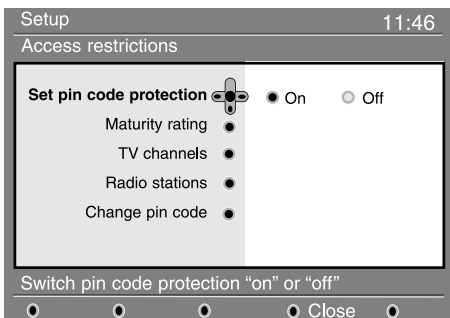 Setup 11:46
Access restrictions
Set pin code protection On Off
Maturity rating
TV channels
Radio stations
Change pin code
Switch pin code protection “on” or “off”
Close